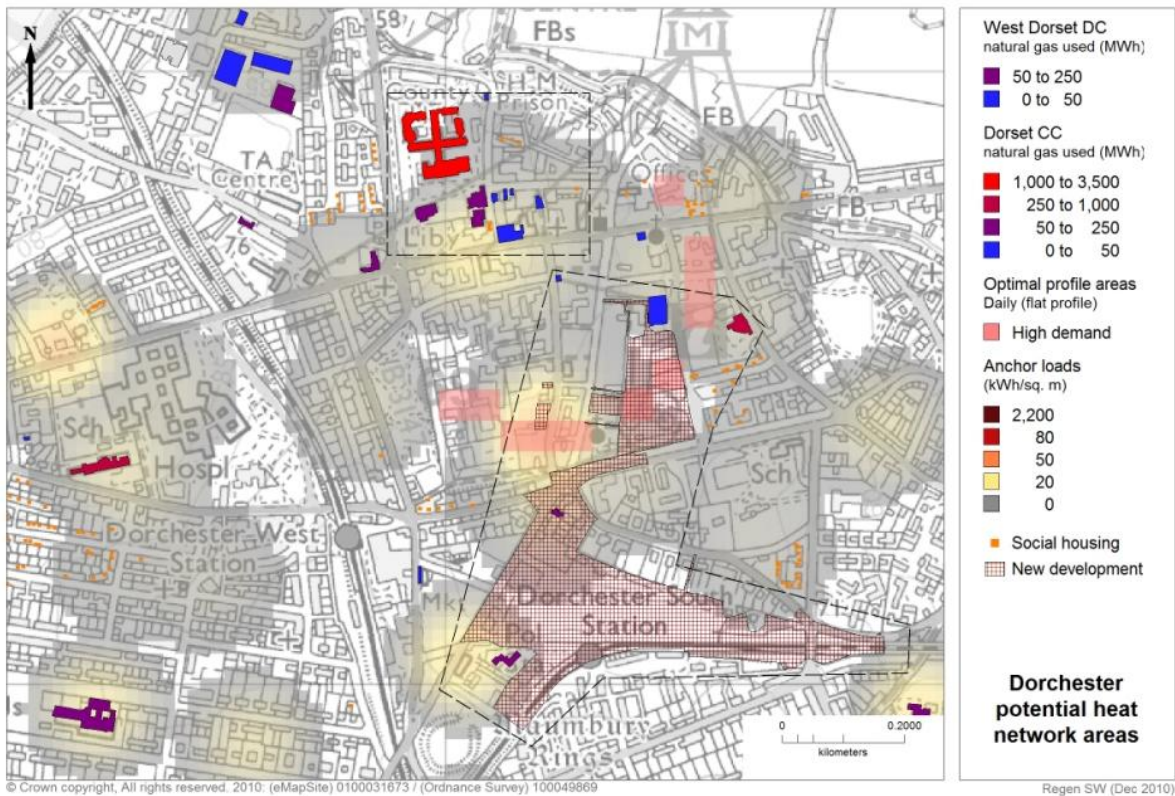 N
CENTRE
58
FBs
M
County
H M
Prison
FB
TA
Centre
Office
76
Liby
FB
Sch
Hospl
Sch
Dorchester West
Station
Mkt
Dorchester South
Station
Pol
ls
Maumbury
Rings
0
0.2000
kilometers
West Dorset DC
natural gas used (MWh)
50 to 250
0 to 50
Dorset CC
natural gas used (MWh)
1,000 to 3,500
250 to 1,000
50 to 250
0 to 50
Optimal profile areas
Daily (flat profile)
High demand
Anchor loads
(kWh/sq. m)
2,200
80
50
20
0
Social housing
New development
Dorchester
potential heat
network areas
© Crown copyright, All rights reserved. 2010: (eMapSite) 0100031673 / (Ordnance Survey) 100049869
Regen SW (Dec 2010)